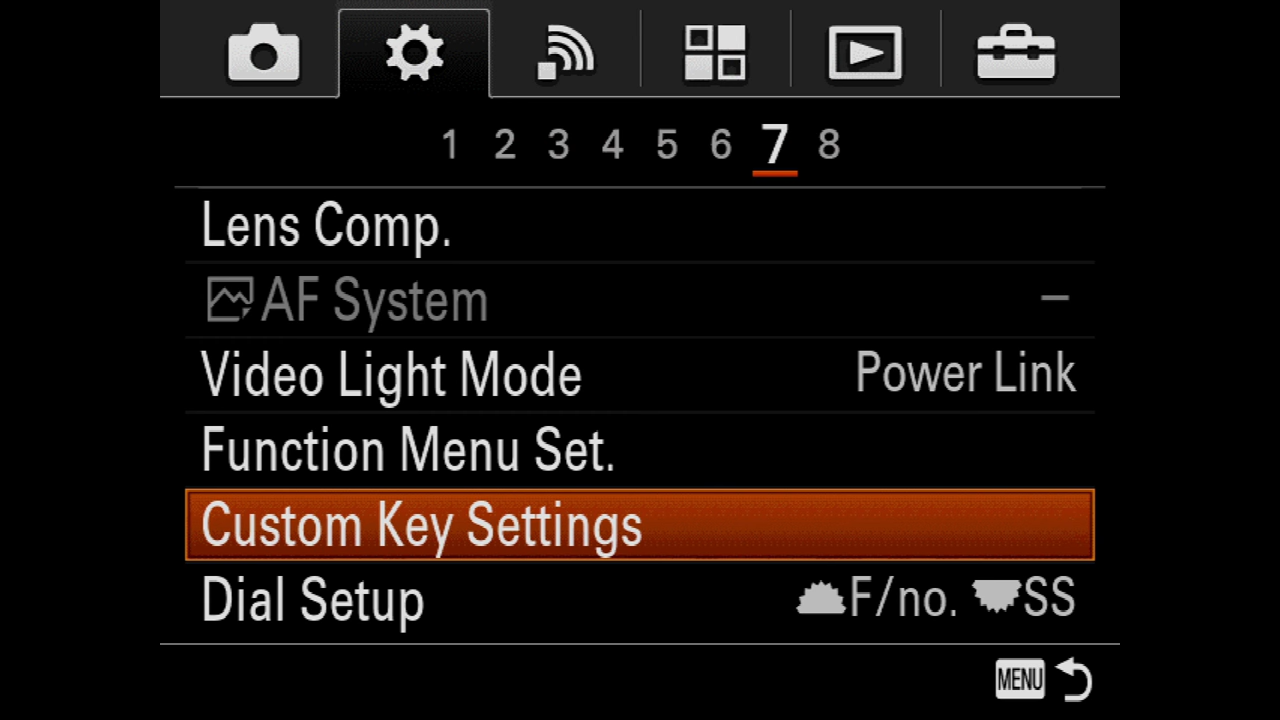 1 2 3 4 5 6 7 8
Lens Comp.
AF System –
Video Light Mode Power Link
Function Menu Set.
Custom Key Settings
Dial Setup F/no. SS
MENU